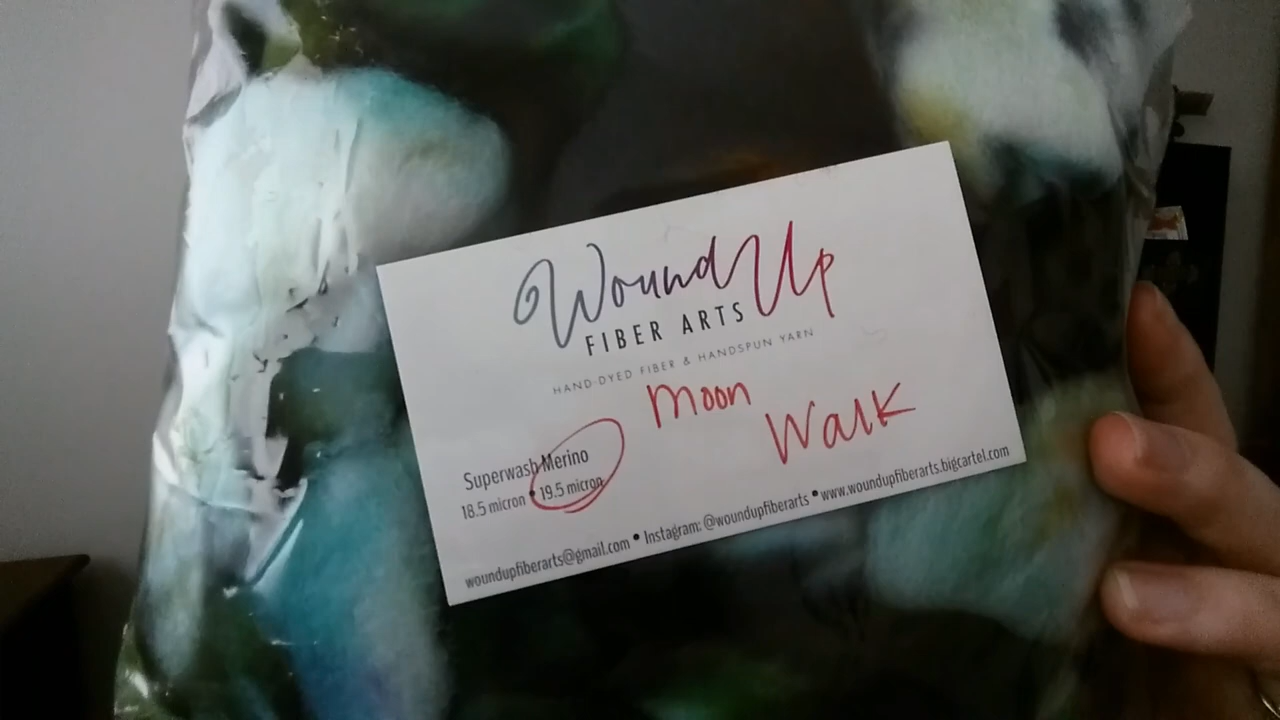 Wound Up
FIBER ARTS
HAND-DYED FIBER & HANDSPUN YARN
Moon
Walk
Superwash Merino
18.5 micron • 19.5 micron
woundupfiberarts@gmail.com • Instagram: @woundupfiberarts • www.woundupfiberarts.bigcartel.com